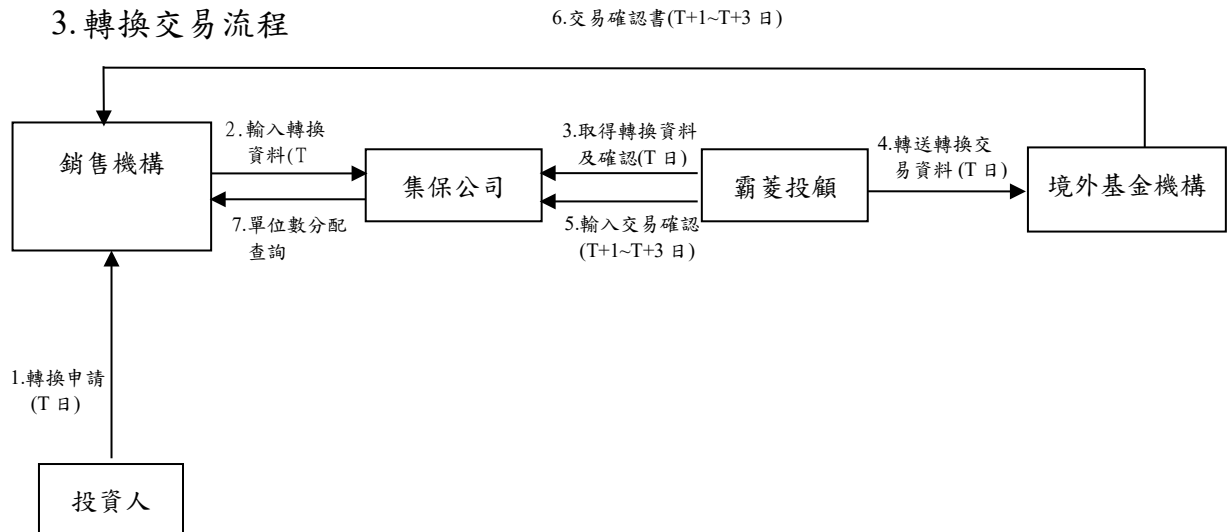 3.轉換交易流程
6.交易確認書(T+1~T+3 日)
銷售機構
2.輸入轉換
資料(T
集保公司
3.取得轉換資料
及確認(T 日)
霸菱投顧
4.轉送轉換交
易資料 (T 日)
境外基金機構
7.單位數分配
查詢
5.輸入交易確認
(T+1~T+3 日)
1.轉換申請
(T 日)
投資人